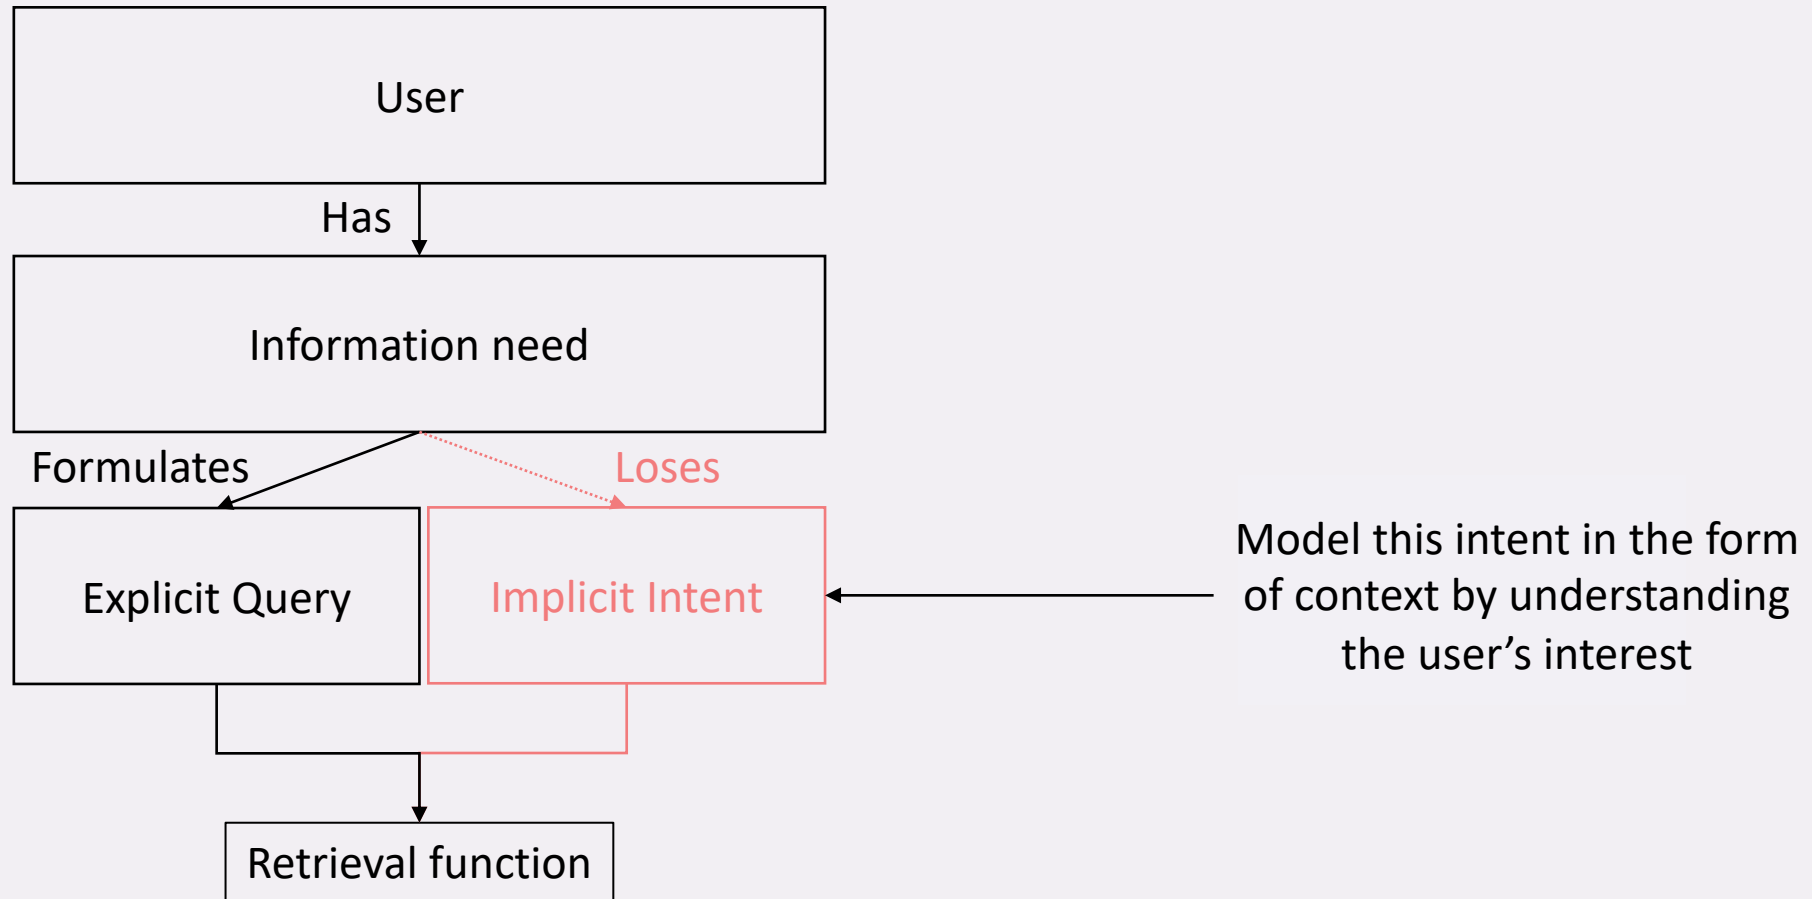 User
Has
Information need
Formulates
Loses
Explicit Query
Implicit Intent
Model this intent in the form
of context by understanding
the user’s interest
Retrieval function